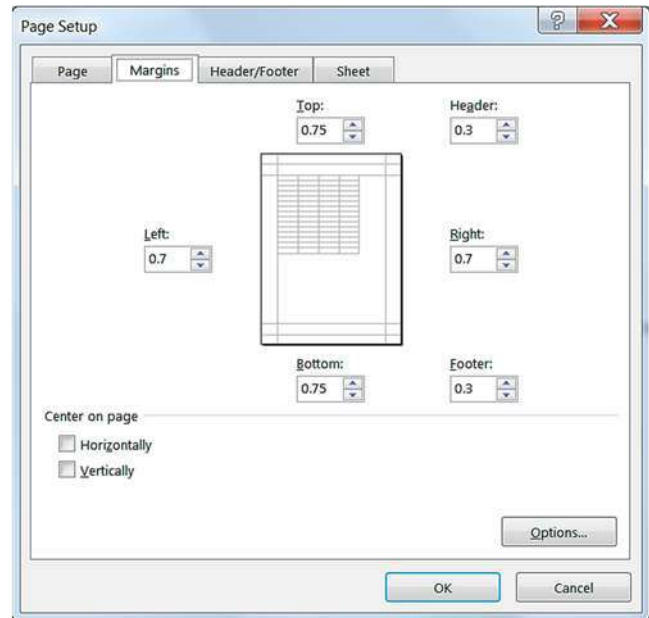 Page Setup
Page Margins Header/Footer Sheet
Top: Header:
0.75 0.3
Left: Right:
0.7 0.7
Bottom: Footer:
0.75 0.3
Center on page
Horizontally
Vertically
Options...
OK Cancel